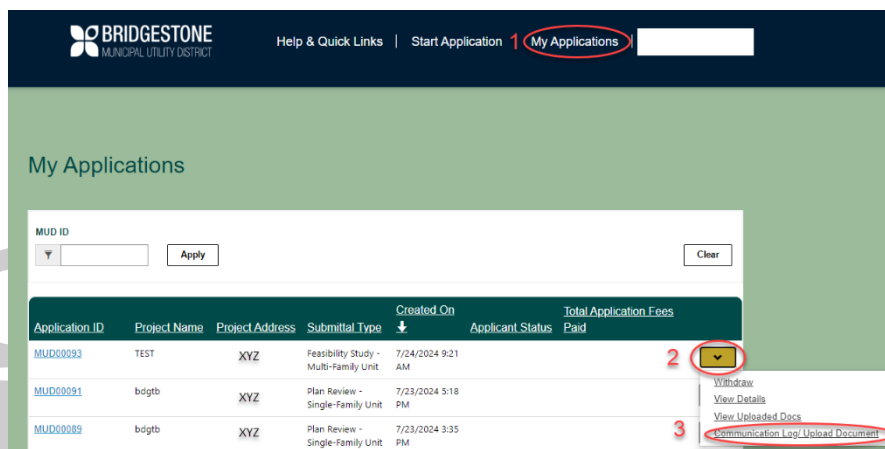 BRIDGESTONE
MUNICIPAL UTILITY DISTRICT
Help & Quick Links | Start Application 1 My Applications |
My Applications
MUD ID
Apply
Clear
Application ID Project Name Project Address Submittal Type Created On Applicant Status Total Application Fees Paid
MUD00093 TEST XYZ Feasibility Study - 7/24/2024 9:21 2
Multi-Family Unit AM
Withdraw
MUD00091 bdgtb XYZ Plan Review - 7/23/2024 5:18
Single-Family Unit PM
View Details
View Uploaded Docs
MUD00089 bdgtb XYZ Plan Review - 7/23/2024 3:35
Single-Family Unit PM
3 Communication Log/ Upload Document